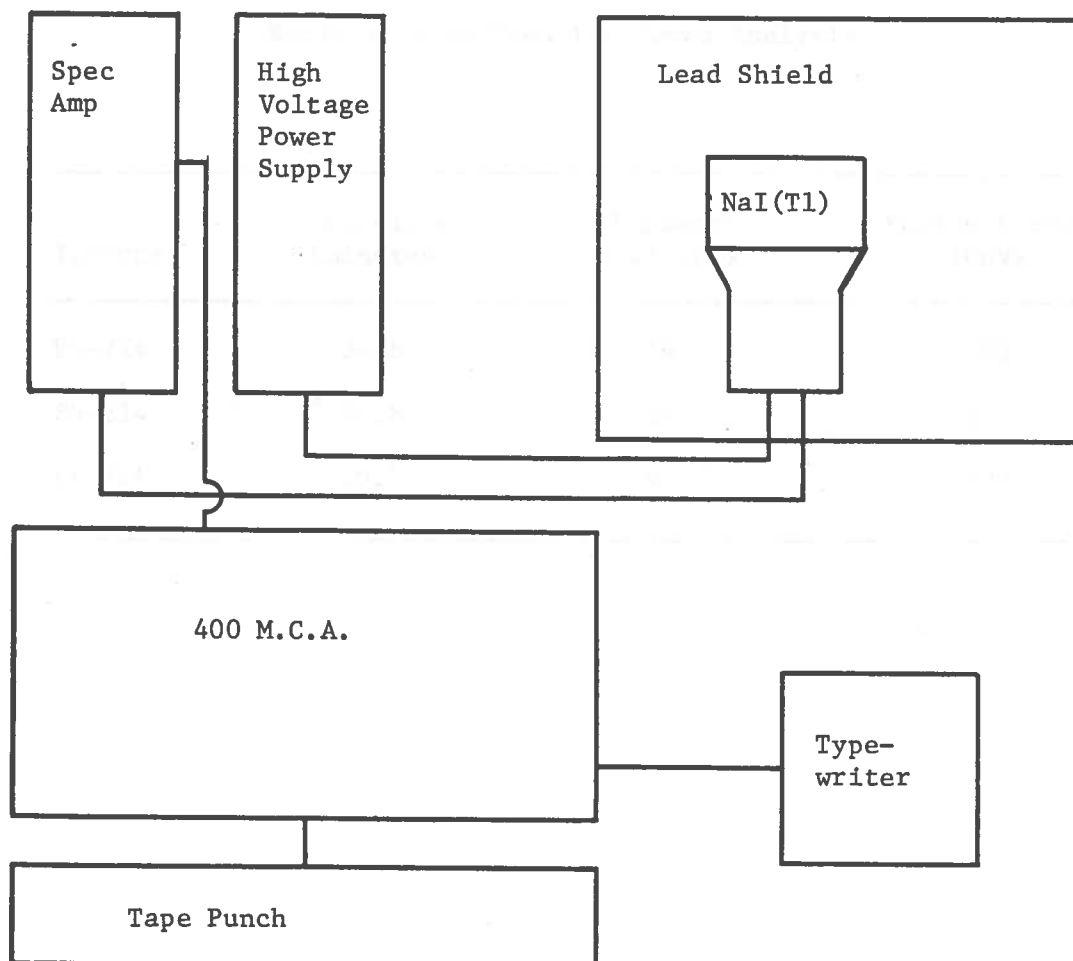 Spec
Amp
High
Voltage
Power
Supply
Lead Shield
NaI(Tl)
400 M.C.A.
Type-
writer
Tape Punch